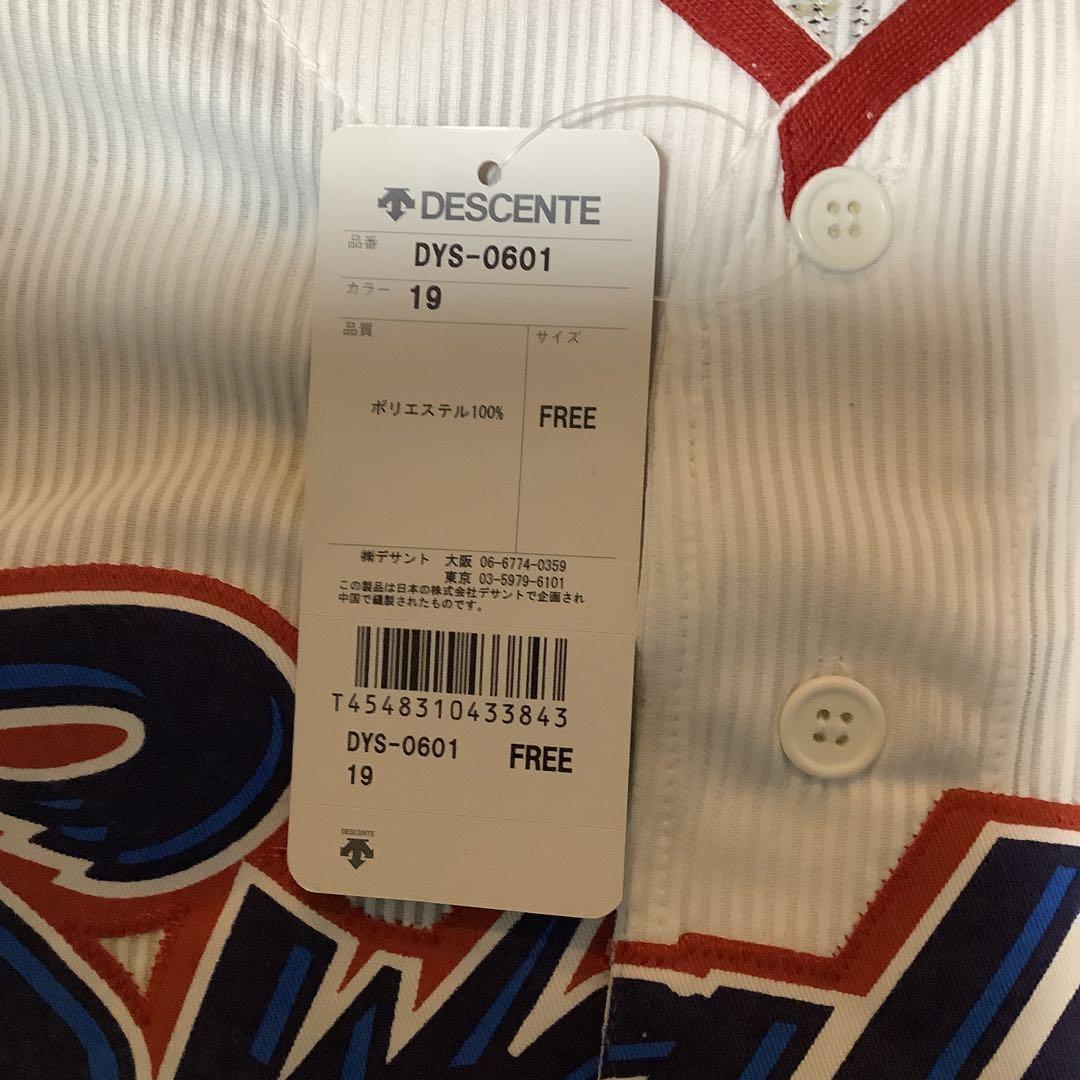 DESCENTE
品番 DYS-0601
カラー 19
品質 サイズ
ポリエステル100% FREE
㈱デサント 大阪 06-6774-0359
東京 03-5979-6101
この製品は日本の株式会社デサントで企画され
中国で縫製されたものです。
T4548310433843
DYS-0601 FREE
19
DESCENTE